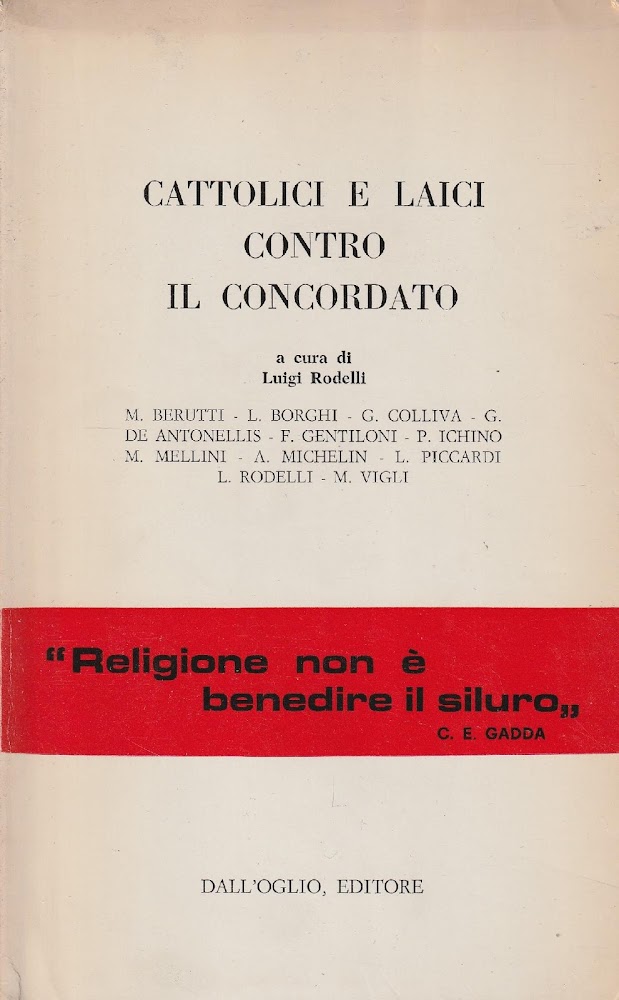 CATTOLICI E LAICI
CONTRO
IL CONCORDATO
a cura di
Luigi Rodelli
M. BERUTTI - L. BORGHI - G. COLLIVA - G.
DE ANTONELLIS - F. GENTILONI - P. ICHINO
M. MELLINI - A. MICHELIN - L. PICCARDI
L. RODELLI - M. VIGLI
“Religione non è
benedire il siluro„
C. E. GADDA
DALL'OGLIO, EDITORE